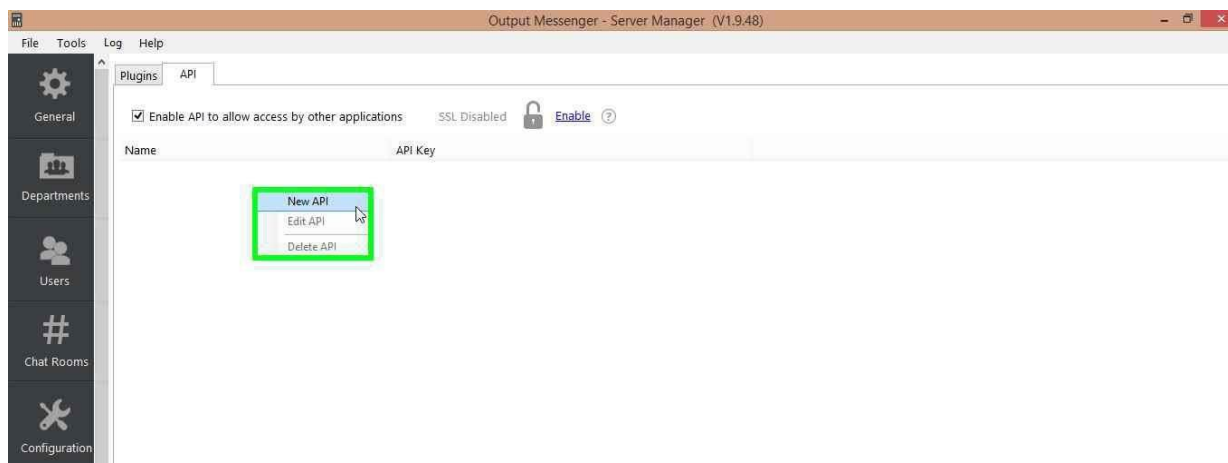 Output Messenger - Server Manager (V1.9.48)
File Tools Log Help
Plugins API
General
Enable API to allow access by other applications SSL Disabled Enable ?
Name API Key
Departments
New API
Edit API
Delete API
Users
Chat Rooms
Configuration